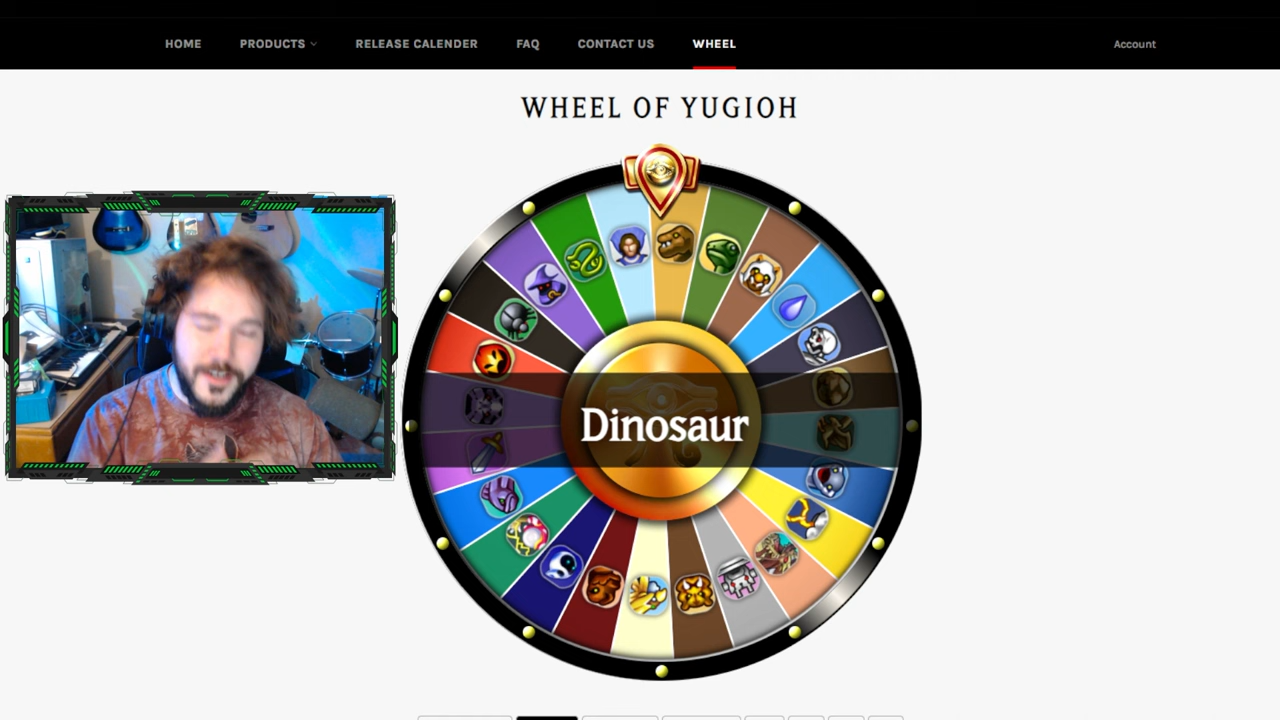 HOME PRODUCTS RELEASE CALENDER FAQ CONTACT US WHEEL Account
WHEEL OF YUGIOH
Dinosaur